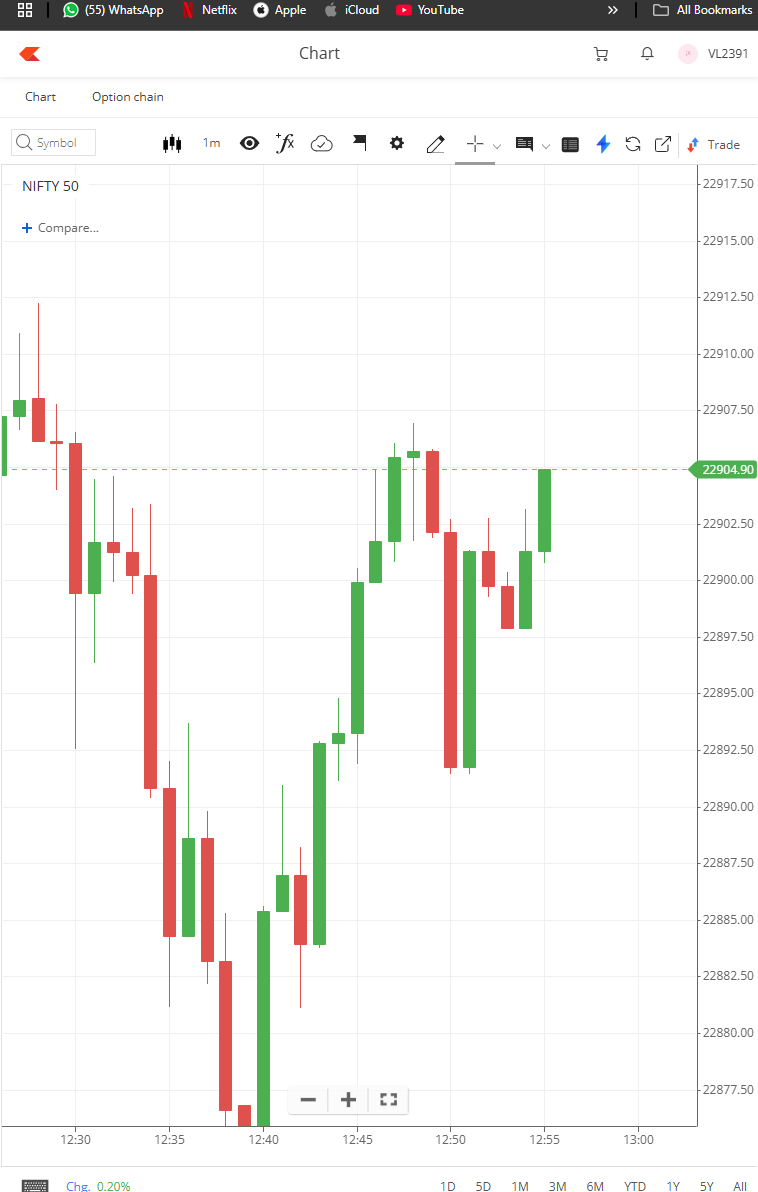 (55) WhatsApp Netflix Apple iCloud YouTube » All Bookmarks
Chart VL2391
Chart Option chain
Symbol 1m Trade
NIFTY 50
+ Compare...
22917.50
22915.00
22912.50
22910.00
22907.50
22904.90
22902.50
22900.00
22897.50
22895.00
22892.50
22890.00
22887.50
22885.00
22882.50
22880.00
22877.50
12:30 12:35 12:40 12:45 12:50 12:55 13:00
Chg. 0.20% 1D 5D 1M 3M 6M YTD 1Y 5Y All